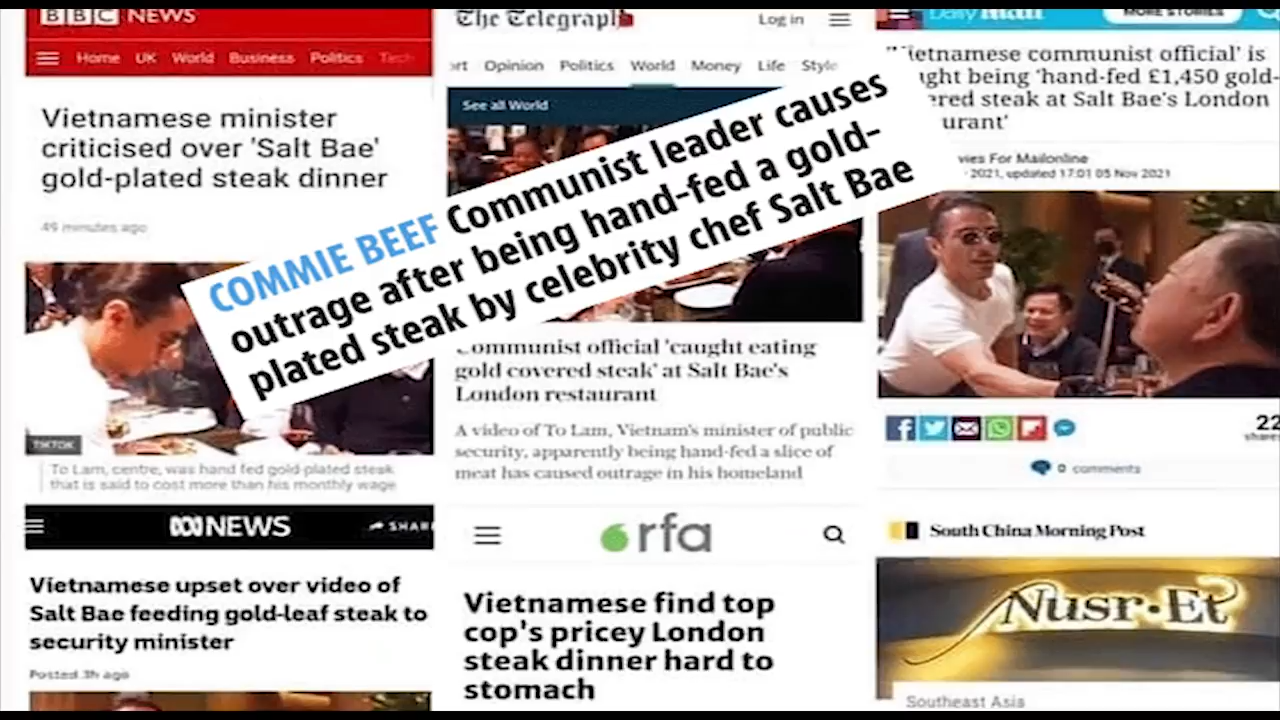 BBC NEWS
Home UK World Business Politics Tech
Vietnamese minister
criticised over 'Salt Bae'
gold-plated steak dinner
49 minutes ago
TIKTOK
To Lam, centre, was hand fed gold-plated steak
that is said to cost more than his monthly wage
The Telegraph
Log in
Opinion Politics World Money Life Style
See all World
COMMIE BEEF Communist leader causes
outrage after being hand-fed a gold-
plated steak by celebrity chef Salt Bae
Communist official 'caught eating
gold covered steak' at Salt Bae's
London restaurant
A video of To Lam, Vietnam's minister of public
security, apparently being hand-fed a slice of
meat has caused outrage in his homeland
Daily Mail
MORE STORIES
Vietnamese communist official' is
ught being 'hand-fed £1,450 gold-
ered steak at Salt Bae's London
urant'
vies For Mailonline
2021, updated 17:01 05 Nov 2021
22
share
0 comments
NEWS
SHAR
Vietnamese upset over video of
Salt Bae feeding gold-leaf steak to
security minister
Posted 3h ago
rfa
Vietnamese find top
cop's pricey London
steak dinner hard to
stomach
South China Morning Post
Nusr·Et
Southeast Asia